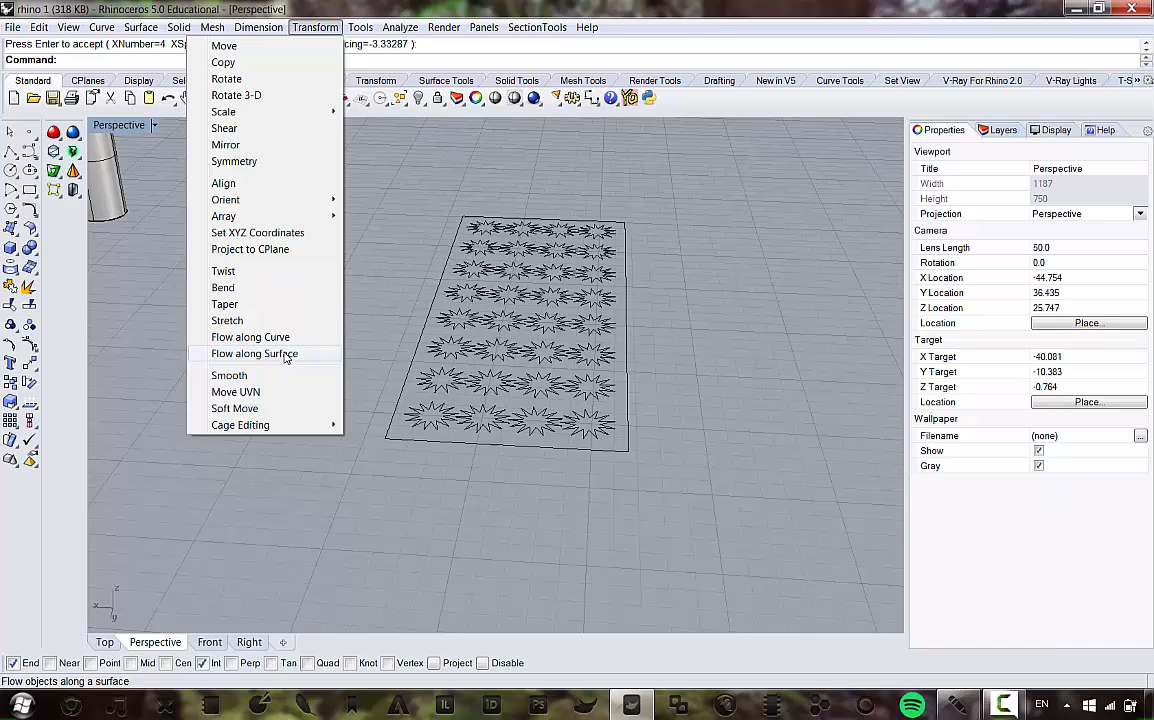 rhino 1 (318 KB) - Rhinoceros 5.0 Educational - [Perspective]
File Edit View Curve Surface Solid Mesh Dimension Transform Tools Analyze Render Panels SectionTools Help
Press Enter to accept ( XNumber=4 XSp
cing=-3.33287 ):
Command:
Standard CPlanes Display Transform Surface Tools Solid Tools Mesh Tools Render Tools Drafting New in V5 Curve Tools Set View V-Ray For Rhino 2.0 V-Ray Lights
Perspective
Move
Copy
Rotate
Rotate 3-D
Scale
Shear
Mirror
Symmetry
Align
Orient
Array
Set XYZ Coordinates
Project to CPlane
Twist
Bend
Taper
Stretch
Flow along Curve
Flow along Surface
Smooth
Move UVN
Soft Move
Cage Editing
Properties Layers Display Help
Viewport
Title Perspective
Width 1187
Height 750
Projection Perspective
Camera
Lens Length 50.0
Rotation 0.0
X Location -44.754
Y Location 36.435
Z Location 25.747
Location Place...
Target
X Target -40.081
Y Target -10.383
Z Target -0.764
Location Place...
Wallpaper
Filename (none) ...
Show
Gray
z
x
y
Top Perspective Front Right
End Near Point Mid Cen Int Perp Tan Quad Knot Vertex Project Disable
Flow objects along a surface
IL ID PS EN